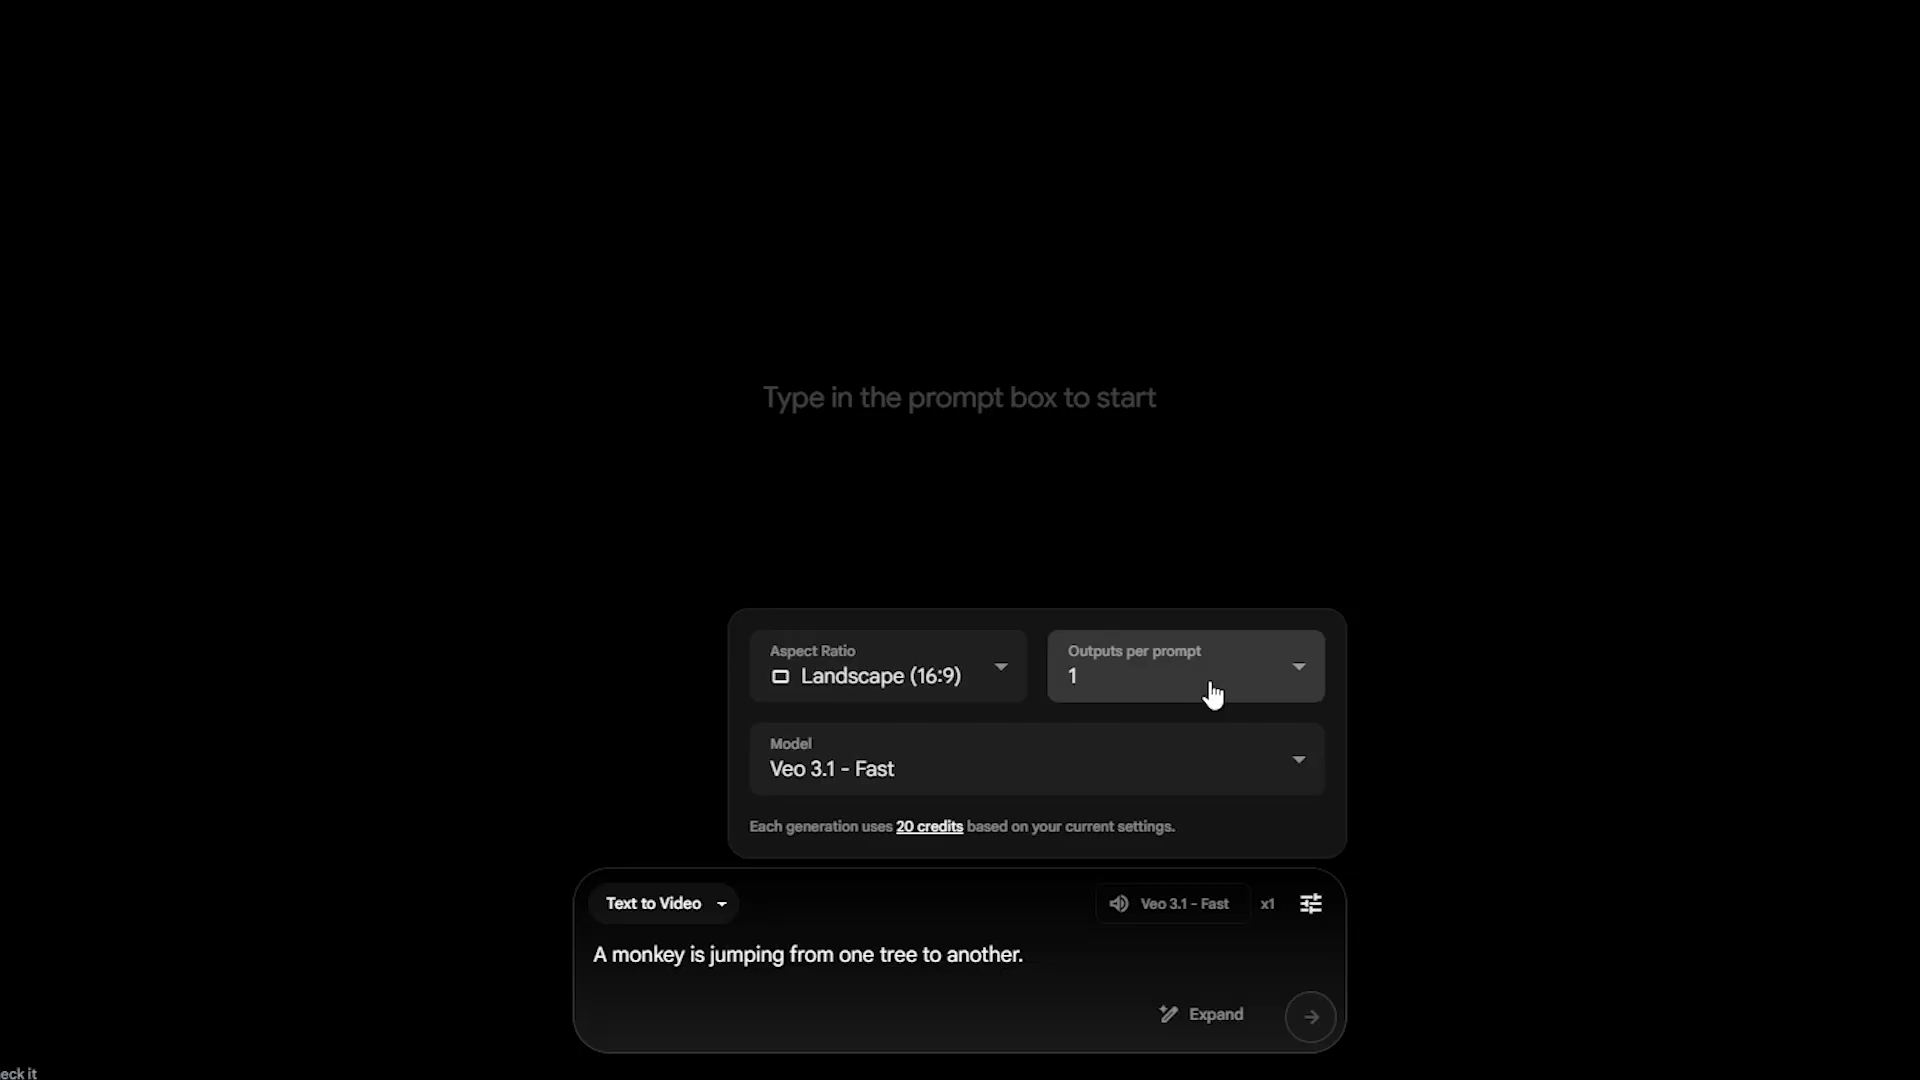 Type in the prompt box to start
Aspect Ratio
Landscape (16:9)
Outputs per prompt
1
Model
Veo 3.1 - Fast
Each generation uses 20 credits based on your current settings.
Text to Video
Veo 3.1 - Fast
x1
A monkey is jumping from one tree to another.
Expand
eck it